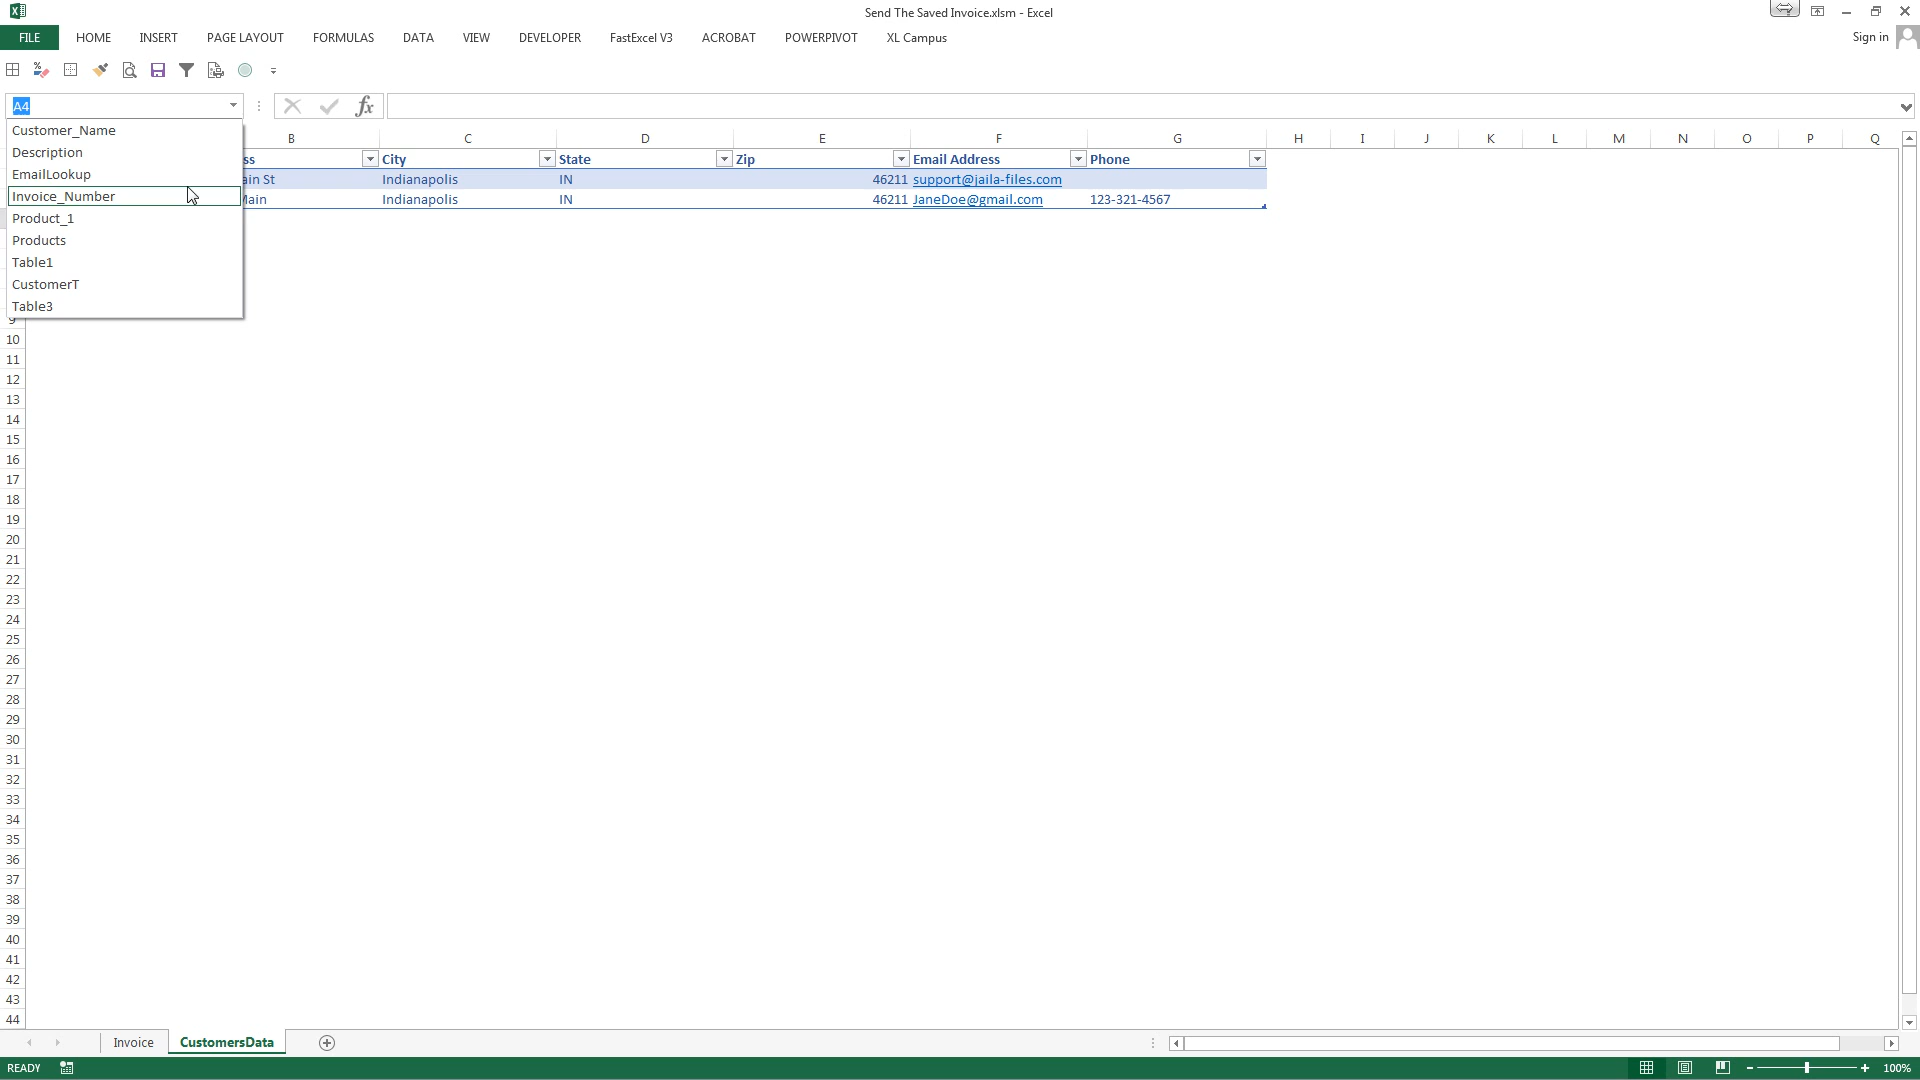 Send The Saved Invoice.xlsm - Excel
FILE HOME INSERT PAGE LAYOUT FORMULAS DATA VIEW DEVELOPER FastExcel V3 ACROBAT POWERPIVOT XL Campus Sign in
A4 fx
Customer_Name
Description
EmailLookup
Invoice_Number
Product_1
Products
Table1
CustomerT
Table3
B C D E F G H I J K L M N O P Q
ss City State Zip Email Address Phone
ain St Indianapolis IN 46211 support@jaila-files.com
Main Indianapolis IN 46211 JaneDoe@gmail.com 123-321-4567
9
10
11
12
13
14
15
16
17
18
19
20
21
22
23
24
25
26
27
28
29
30
31
32
33
34
35
36
37
38
39
40
41
42
43
44
Invoice CustomersData
READY 100%